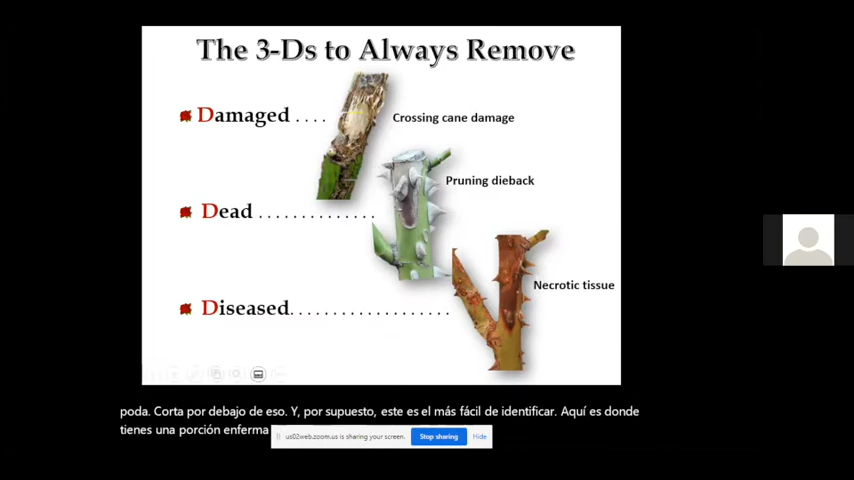 The 3-Ds to Always Remove
Damaged . . . .
Crossing cane damage
Pruning dieback
Dead . . . . . . . . . . . . . .
Necrotic tissue
Diseased. . . . . . . . . . . . . . . . . . .
poda. Corta por debajo de eso. Y, por supuesto, este es el más fácil de identificar. Aquí es donde
tienes una porción enferma
us02web.zoom.us is sharing your screen. Stop sharing Hide